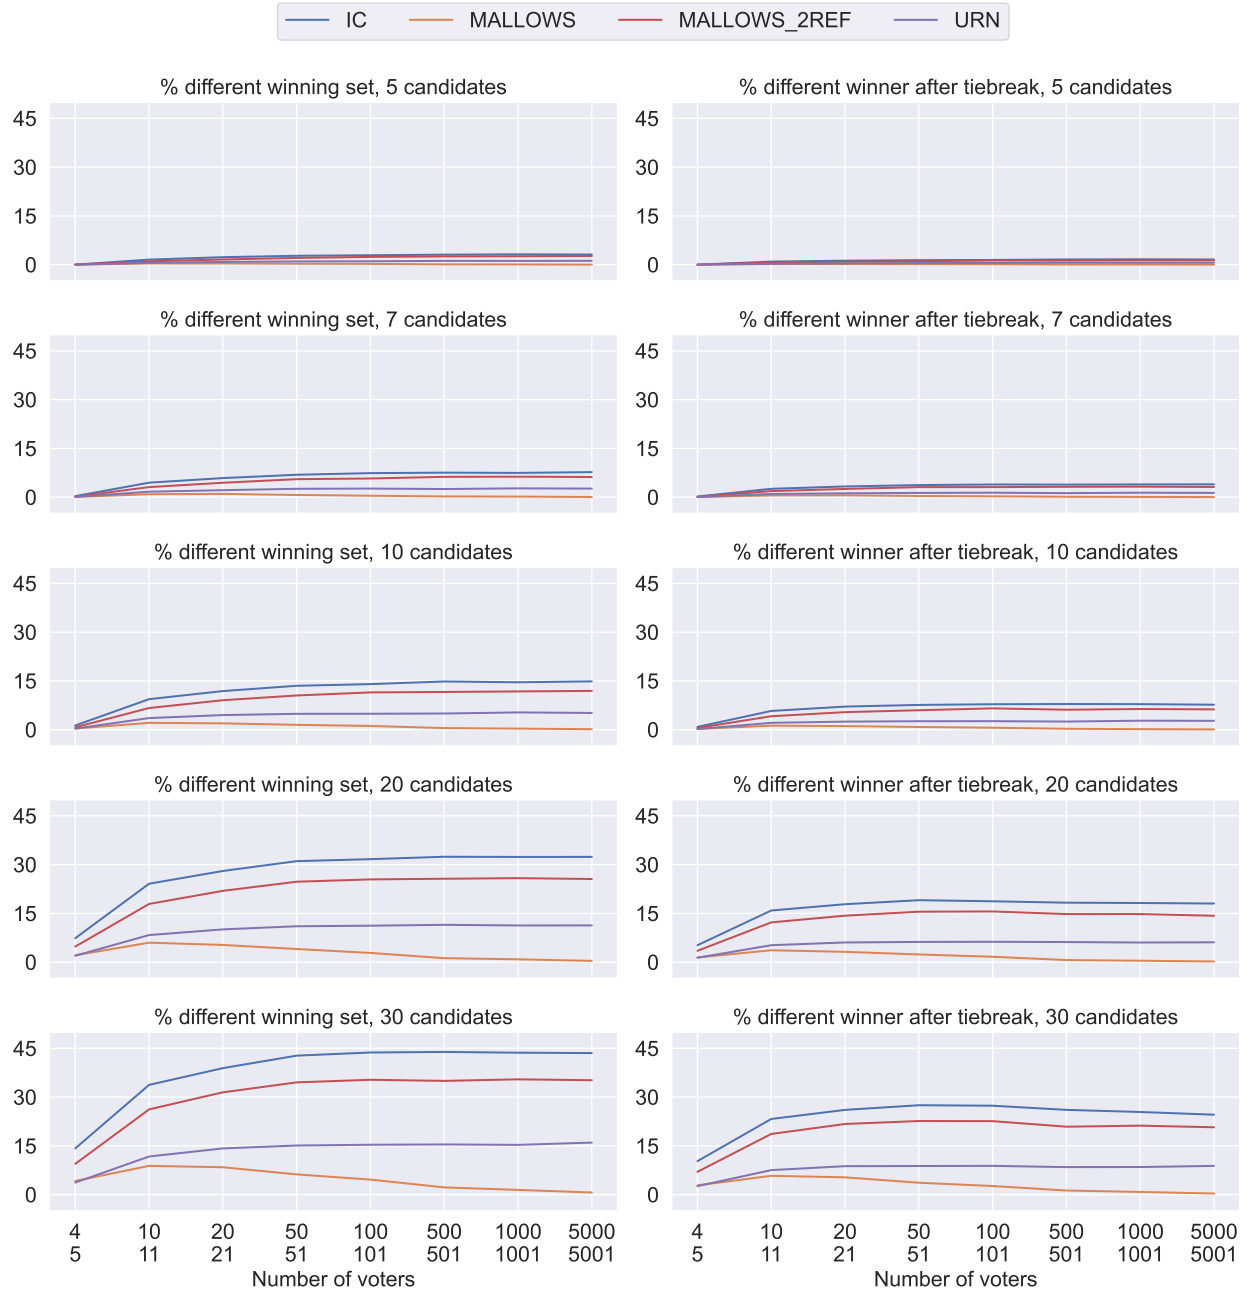 IC MALLOWS MALLOWS_2REF URN
% different winning set, 5 candidates
45
30
15
0
% different winner after tiebreak, 5 candidates
45
30
15
0
% different winning set, 7 candidates
45
30
15
0
% different winner after tiebreak, 7 candidates
45
30
15
0
% different winning set, 10 candidates
45
30
15
0
% different winner after tiebreak, 10 candidates
45
30
15
0
% different winning set, 20 candidates
45
30
15
0
% different winner after tiebreak, 20 candidates
45
30
15
0
% different winning set, 30 candidates
45
30
15
0
4 10 20 50 100 500 1000 5000
5 11 21 51 101 501 1001 5001
Number of voters
% different winner after tiebreak, 30 candidates
45
30
15
0
4 10 20 50 100 500 1000 5000
5 11 21 51 101 501 1001 5001
Number of voters